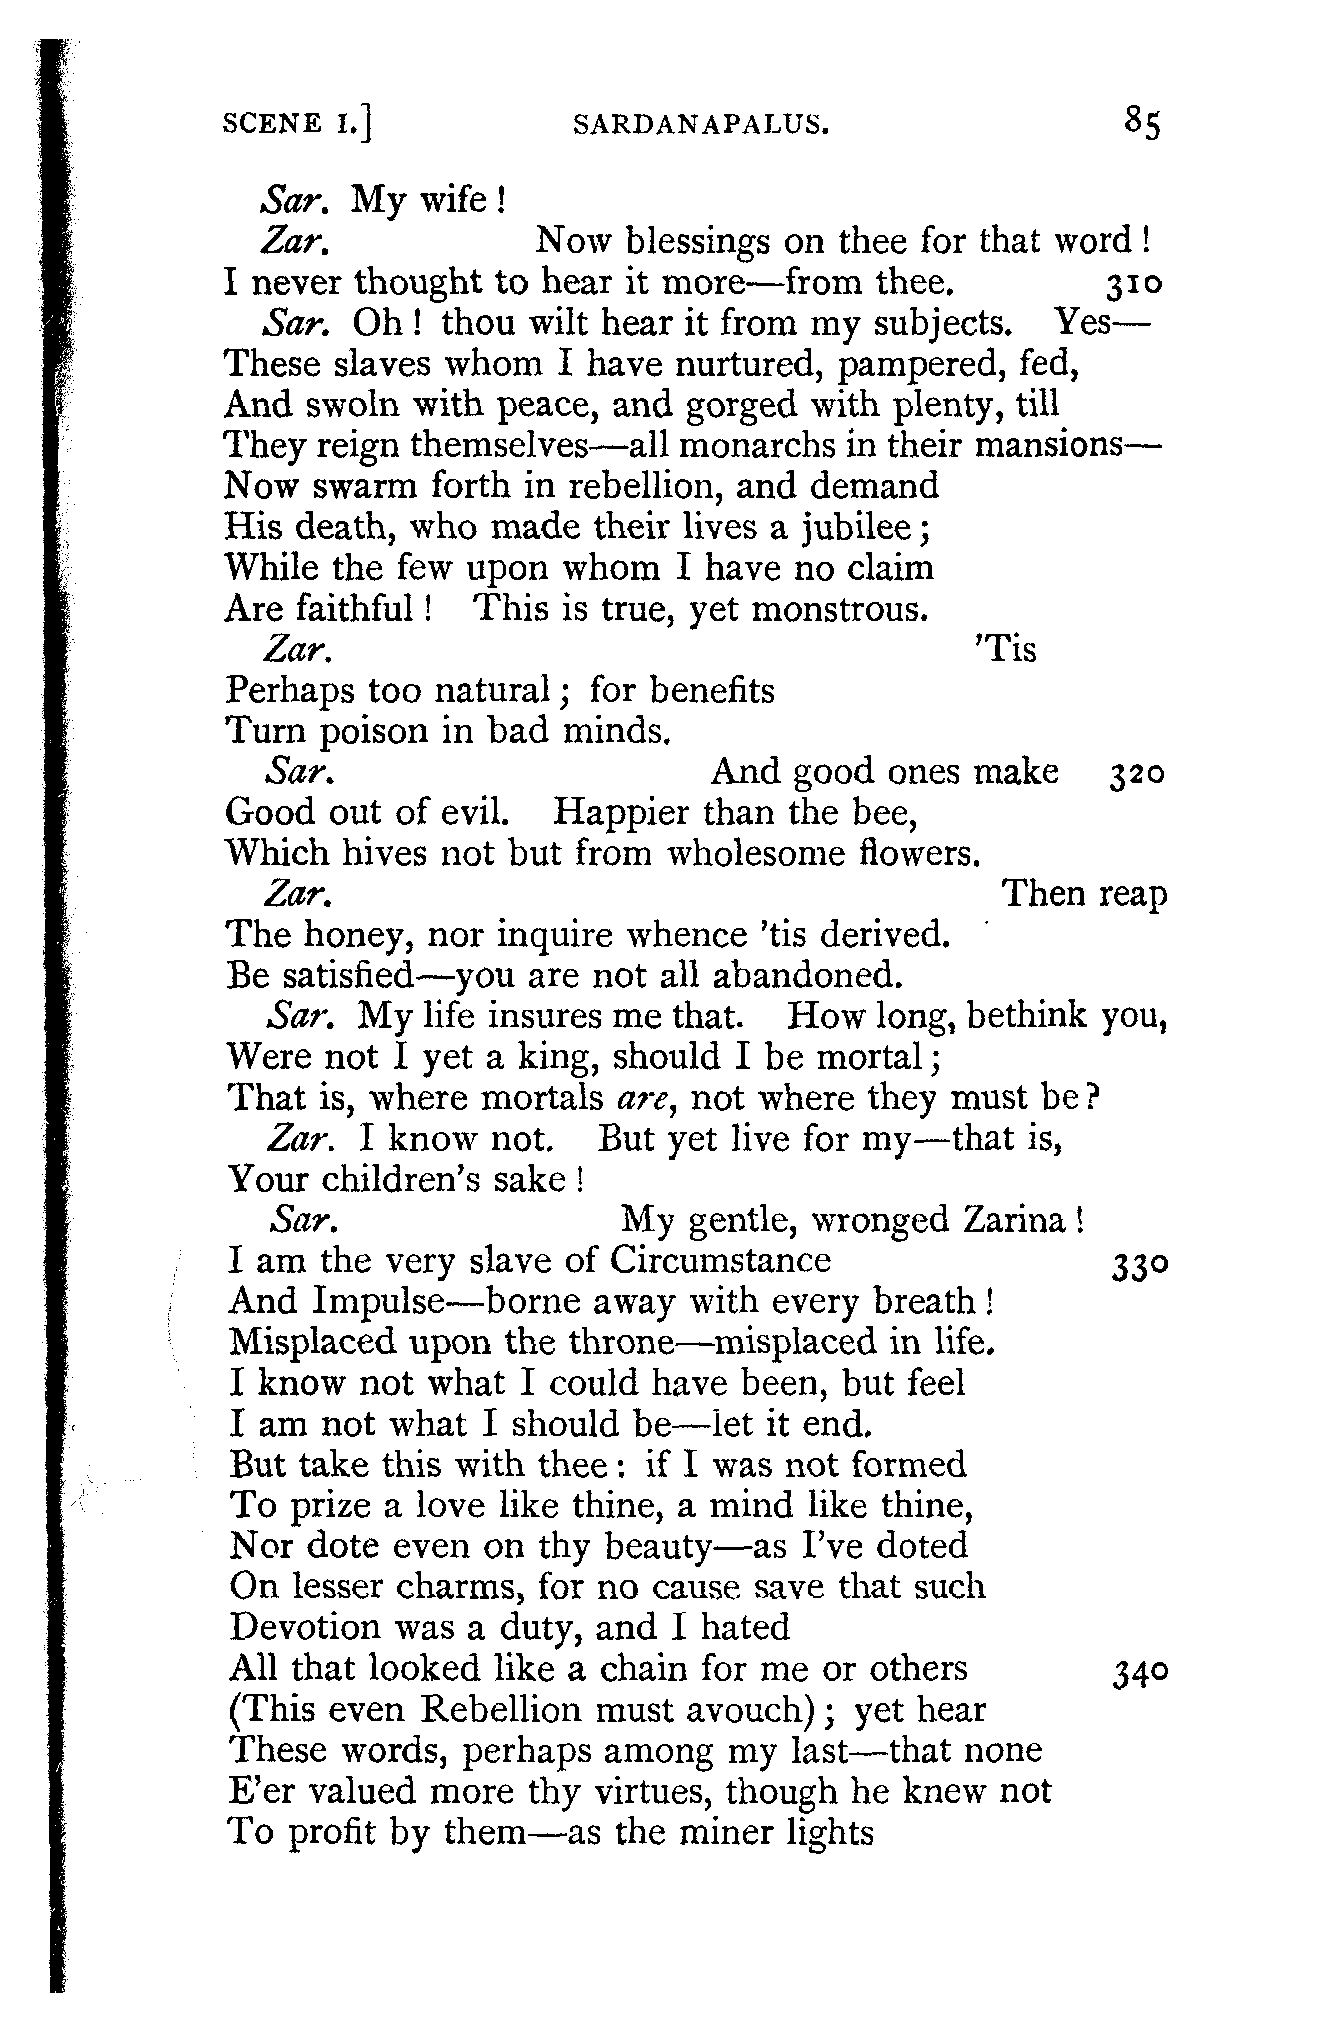 SCENE I.] SARDANAPALUS. 85
Sar. My wife !
Zar. Now blessings on thee for that word !
I never thought to hear it more—from thee. 310
Sar. Oh ! thou wilt hear it from my subjects. Yes—
These slaves whom I have nurtured, pampered, fed,
And swoln with peace, and gorged with plenty, till
They reign themselves—all monarchs in their mansions—
Now swarm forth in rebellion, and demand
His death, who made their lives a jubilee ;
While the few upon whom I have no claim
Are faithful ! This is true, yet monstrous.
Zar. 'Tis
Perhaps too natural ; for benefits
Turn poison in bad minds.
Sar. And good ones make 320
Good out of evil. Happier than the bee,
Which hives not but from wholesome flowers.
Zar. Then reap
The honey, nor inquire whence 'tis derived.
Be satisfied—you are not all abandoned.
Sar. My life insures me that. How long, bethink you,
Were not I yet a king, should I be mortal ;
That is, where mortals are, not where they must be ?
Zar. I know not. But yet live for my—that is,
Your children's sake !
Sar. My gentle, wronged Zarina !
I am the very slave of Circumstance 330
And Impulse—borne away with every breath !
Misplaced upon the throne—misplaced in life.
I know not what I could have been, but feel
I am not what I should be—let it end.
But take this with thee : if I was not formed
To prize a love like thine, a mind like thine,
Nor dote even on thy beauty—as I've doted
On lesser charms, for no cause save that such
Devotion was a duty, and I hated
All that looked like a chain for me or others 340
(This even Rebellion must avouch) ; yet hear
These words, perhaps among my last—that none
E'er valued more thy virtues, though he knew not
To profit by them—as the miner lights